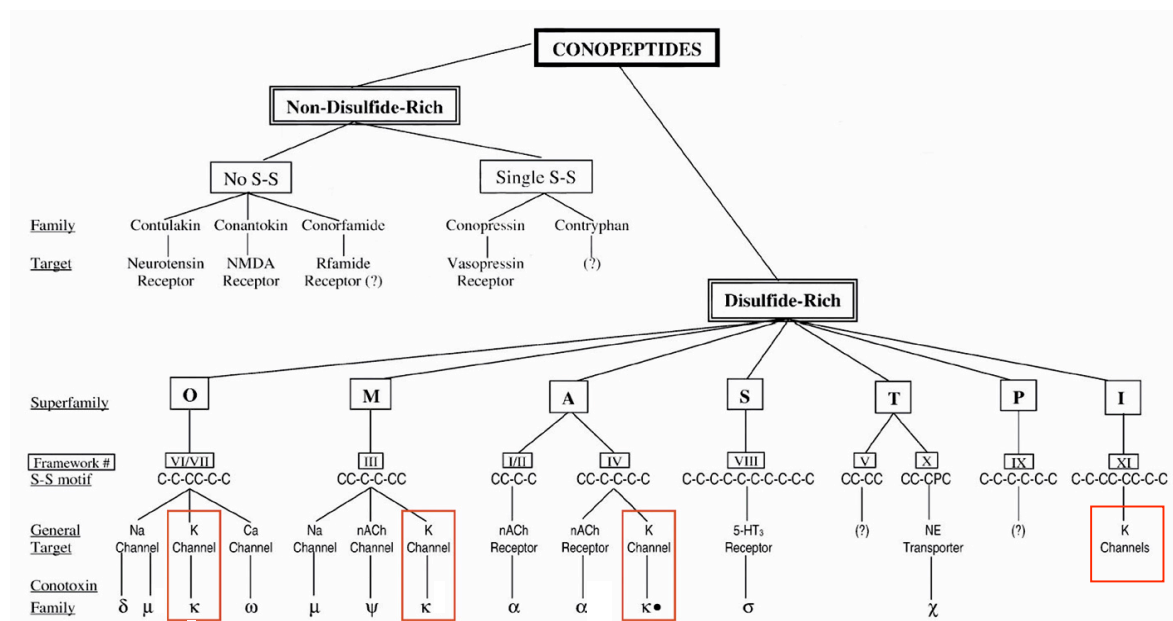 CONOPEPTIDES
Non-Disulfide-Rich
No S-S Single S-S
Family Contulakin Conantokin Conorfamide Conopressin Contryphan
Target Neurotensin NMDA Rfamide Vasopressin (?)
Receptor Receptor Receptor (?) Receptor
Disulfide-Rich
Superfamily O M A S T P I
Framework # VI/VII III I/II IV VIII V X IX XI
S-S motif C-C-CC-C-C CC-C-C-CC CC-C-C CC-C-C-C-C C-C-C-C-C-C-C-C-C-C CC-CC CC-CPC C-C-C-C-C-C C-C-CC-CC-C-C
General Na K Ca Na nACh K nACh nACh K 5-HT3 (?) NE (?) K
Target Channel Channel Channel Channel Channel Channel Receptor Receptor Channel Receptor Transporter Channels
Conotoxin
Family δ μ κ ω μ ψ κ α α κ• σ χ